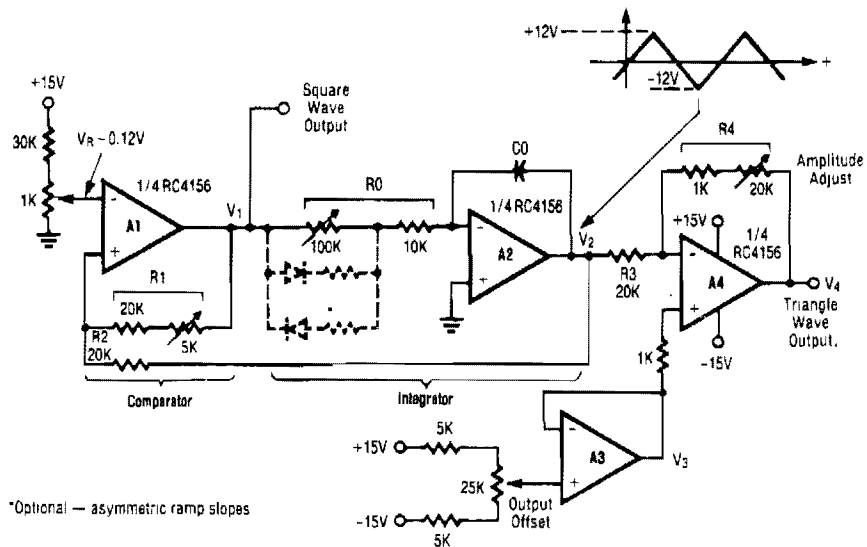 +12V
-12V
+
+15V
30K
1K
VR ~ 0.12V
Square
Wave
Output
1/4 RC4156
-
A1
+
V1
R1
20K
5K
R2
20K
Comparator
R0
100K
10K
C0
1/4 RC4156
-
A2
+
V2
Integrator
R4
1K
20K
Amplitude
Adjust
R3
20K
+15V
1/4
RC4156
-
A4
+
-15V
V4
Triangle
Wave
Output.
1K
-
A3
+
V3
+15V
5K
25K
Output
Offset
-15V
5K
*Optional — asymmetric ramp slopes